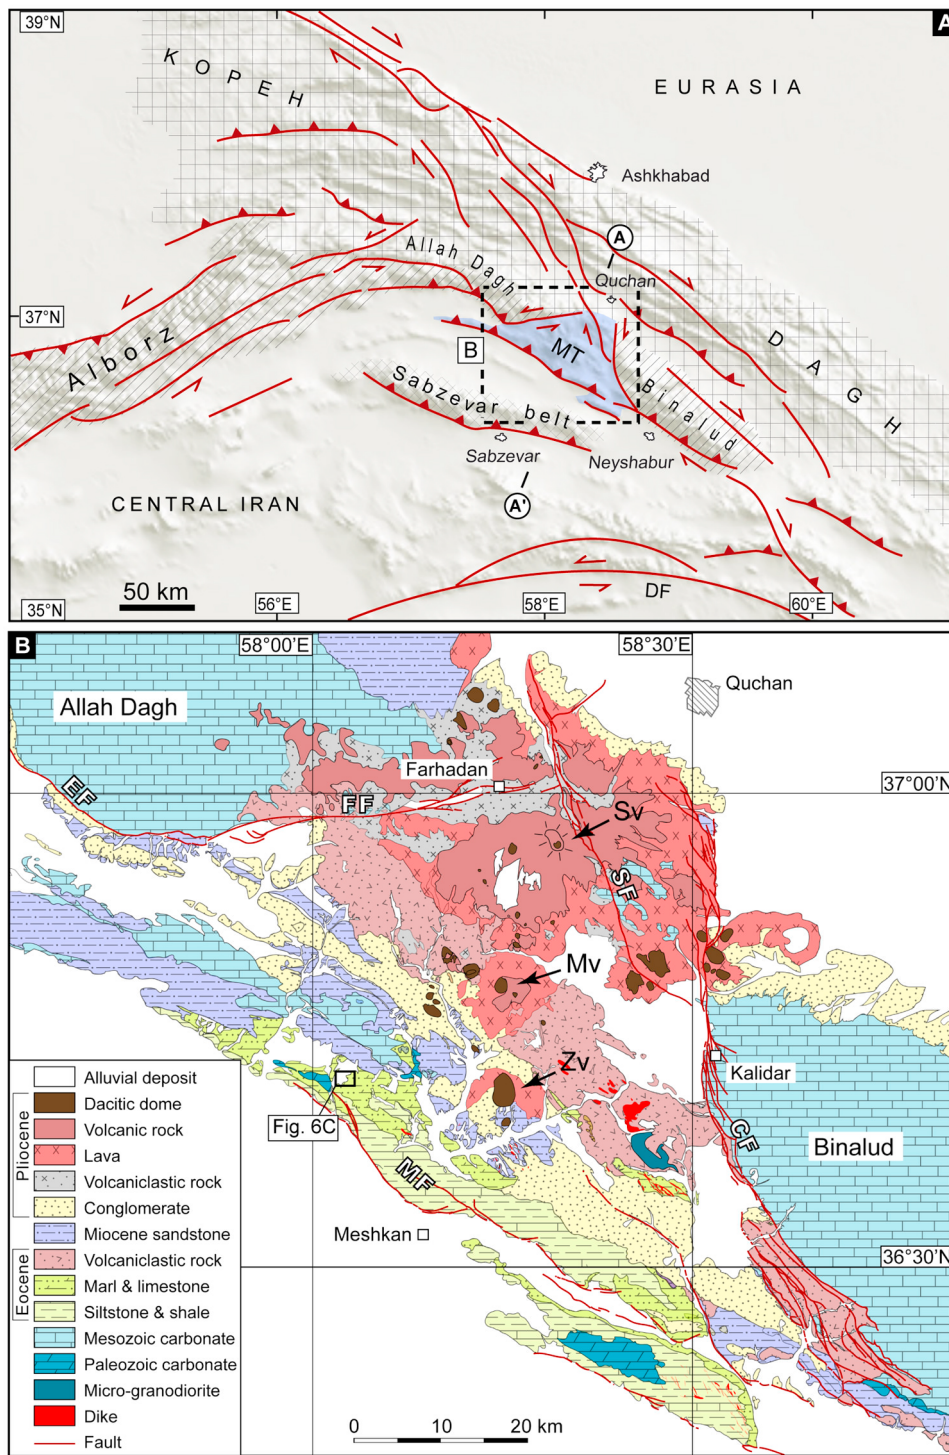 39°N
A
KOPEH
EURASIA
Ashkhabad
Allah Dagh
A
Quchan
37°N
B
MT
DAGH
Alborz
Sabzevar belt
Binalud
Sabzevar
Neyshabur
A'
CENTRAL IRAN
50 km
DF
35°N
56°E
58°E
60°E
B
58°00'E
58°30'E
Quchan
Allah Dagh
Farhadan
37°00'N
EF
FF
Sv
SF
Mv
Zv
Kalidar
Fig. 6C
CF
Binalud
MF
Meshkan
36°30'N
Alluvial deposit
Pliocene
Dacitic dome
Volcanic rock
Lava
Volcaniclastic rock
Conglomerate
Miocene sandstone
Eocene
Volcaniclastic rock
Marl & limestone
Siltstone & shale
Mesozoic carbonate
Paleozoic carbonate
Micro-granodiorite
Dike
Fault
0 10 20 km